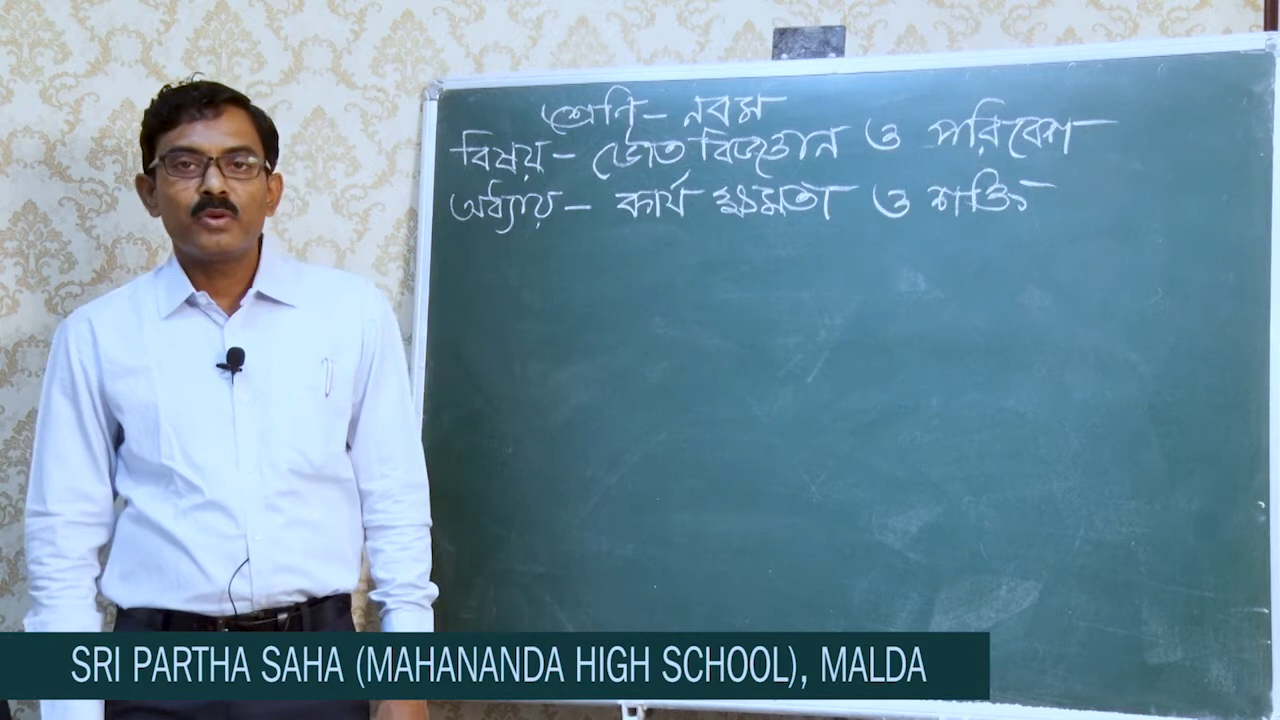 শ্রেণি - নবম
বিষয় - ভৌত বিজ্ঞান ও পরিবেশ
অধ্যায় - কার্য ক্ষমতা ও শক্তি
SRI PARTHA SAHA (MAHANANDA HIGH SCHOOL), MALDA